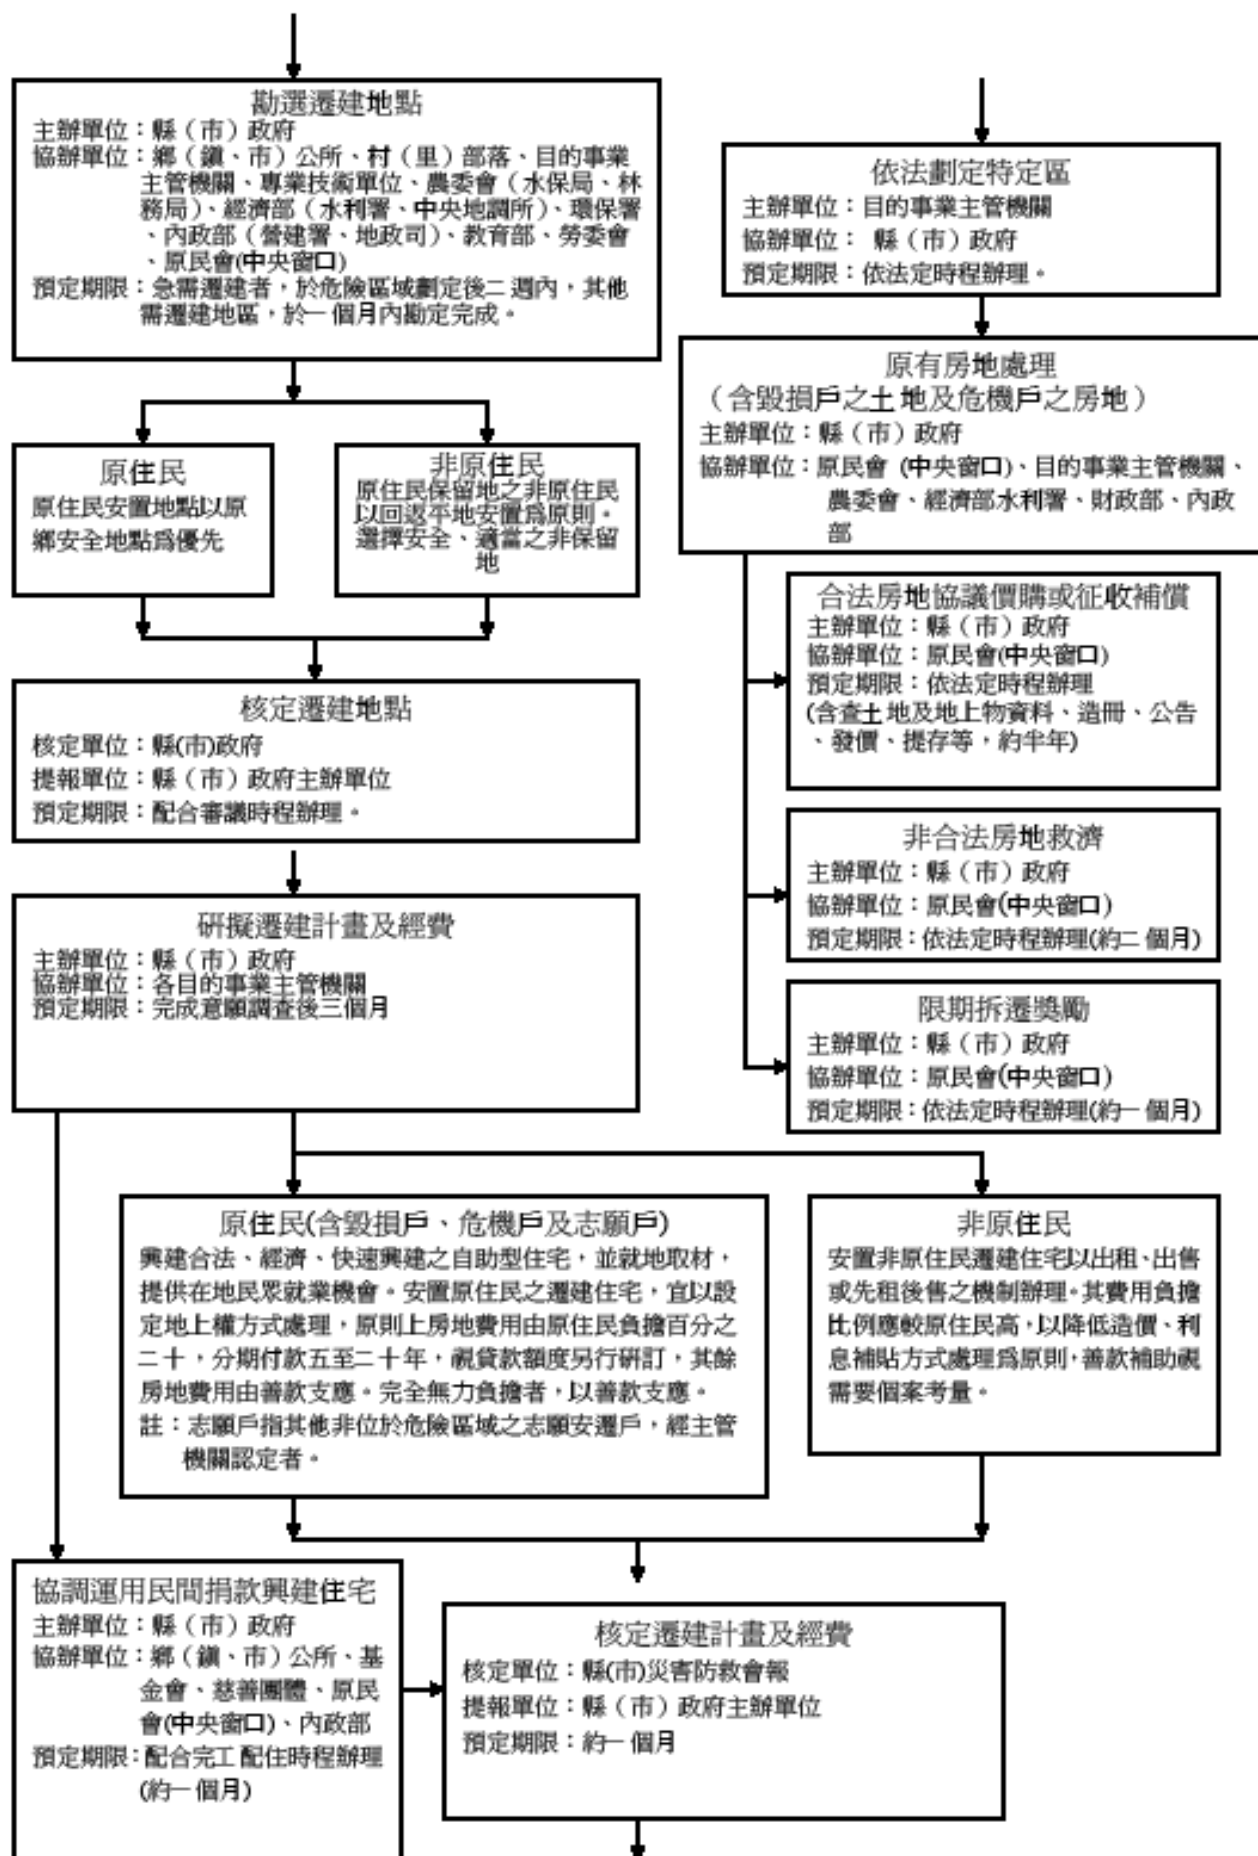 勘選遷建地點
主辦單位：縣（市）政府
協辦單位：鄉（鎮、市）公所、村（里）部落、目的事業
主管機關、專業技術單位、農委會（水保局、林
務局）、經濟部（水利署、中央地調所）、環保署
、內政部（營建署、地政司）、教育部、勞委會
、原民會(中央窗口)
預定期限：急需遷建者，於危險區域劃定後二週內，其他
需遷建地區，於一個月內勘定完成。
依法劃定特定區
主辦單位：目的事業主管機關
協辦單位： 縣（市）政府
預定期限：依法定時程辦理。
原有房地處理
（含毀損戶之土地及危機戶之房地）
主辦單位：縣（市）政府
協辦單位：原民會 (中央窗口)、目的事業主管機關、
農委會、經濟部水利署、財政部、內政
部
原住民
原住民安置地點以原
鄉安全地點為優先
非原住民
原住民保留地之非原住民
以回返平地安置為原則。
選擇安全、適當之非保留
地
合法房地協議價購或征收補償
主辦單位：縣（市）政府
協辦單位：原民會(中央窗口)
預定期限：依法定時程辦理
(含查土地及地上物資料、造冊、公告
、發價、提存等，約半年)
核定遷建地點
核定單位：縣(市)政府
提報單位：縣（市）政府主辦單位
預定期限：配合審議時程辦理。
非合法房地救濟
主辦單位：縣（市）政府
協辦單位：原民會(中央窗口)
預定期限：依法定時程辦理(約二個月)
研擬遷建計畫及經費
主辦單位：縣（市）政府
協辦單位：各目的事業主管機關
預定期限：完成意願調查後三個月
限期拆遷獎勵
主辦單位：縣（市）政府
協辦單位：原民會(中央窗口)
預定期限：依法定時程辦理(約一個月)
原住民(含毀損戶、危機戶及志願戶)
興建合法、經濟、快速興建之自助型住宅，並就地取材，
提供在地民眾就業機會。安置原住民之遷建住宅，宜以設
定地上權方式處理，原則上房地費用由原住民負擔百分之
二十，分期付款五至二十年，視貸款額度另行研訂，其餘
房地費用由善款支應。完全無力負擔者，以善款支應。
註：志願戶指其他非位於危險區域之志願安遷戶，經主管
機關認定者。
非原住民
安置非原住民遷建住宅以出租、出售
或先租後售之機制辦理。其費用負擔
比例應較原住民高，以降低造價、利
息補貼方式處理為原則，善款補助視
需要個案考量。
協調運用民間捐款興建住宅
主辦單位：縣（市）政府
協辦單位：鄉（鎮、市）公所、基
金會、慈善團體、原民
會(中央窗口)、內政部
預定期限：配合完工配住時程辦理
(約一個月)
核定遷建計畫及經費
核定單位：縣(市)災害防救會報
提報單位：縣（市）政府主辦單位
預定期限：約一個月